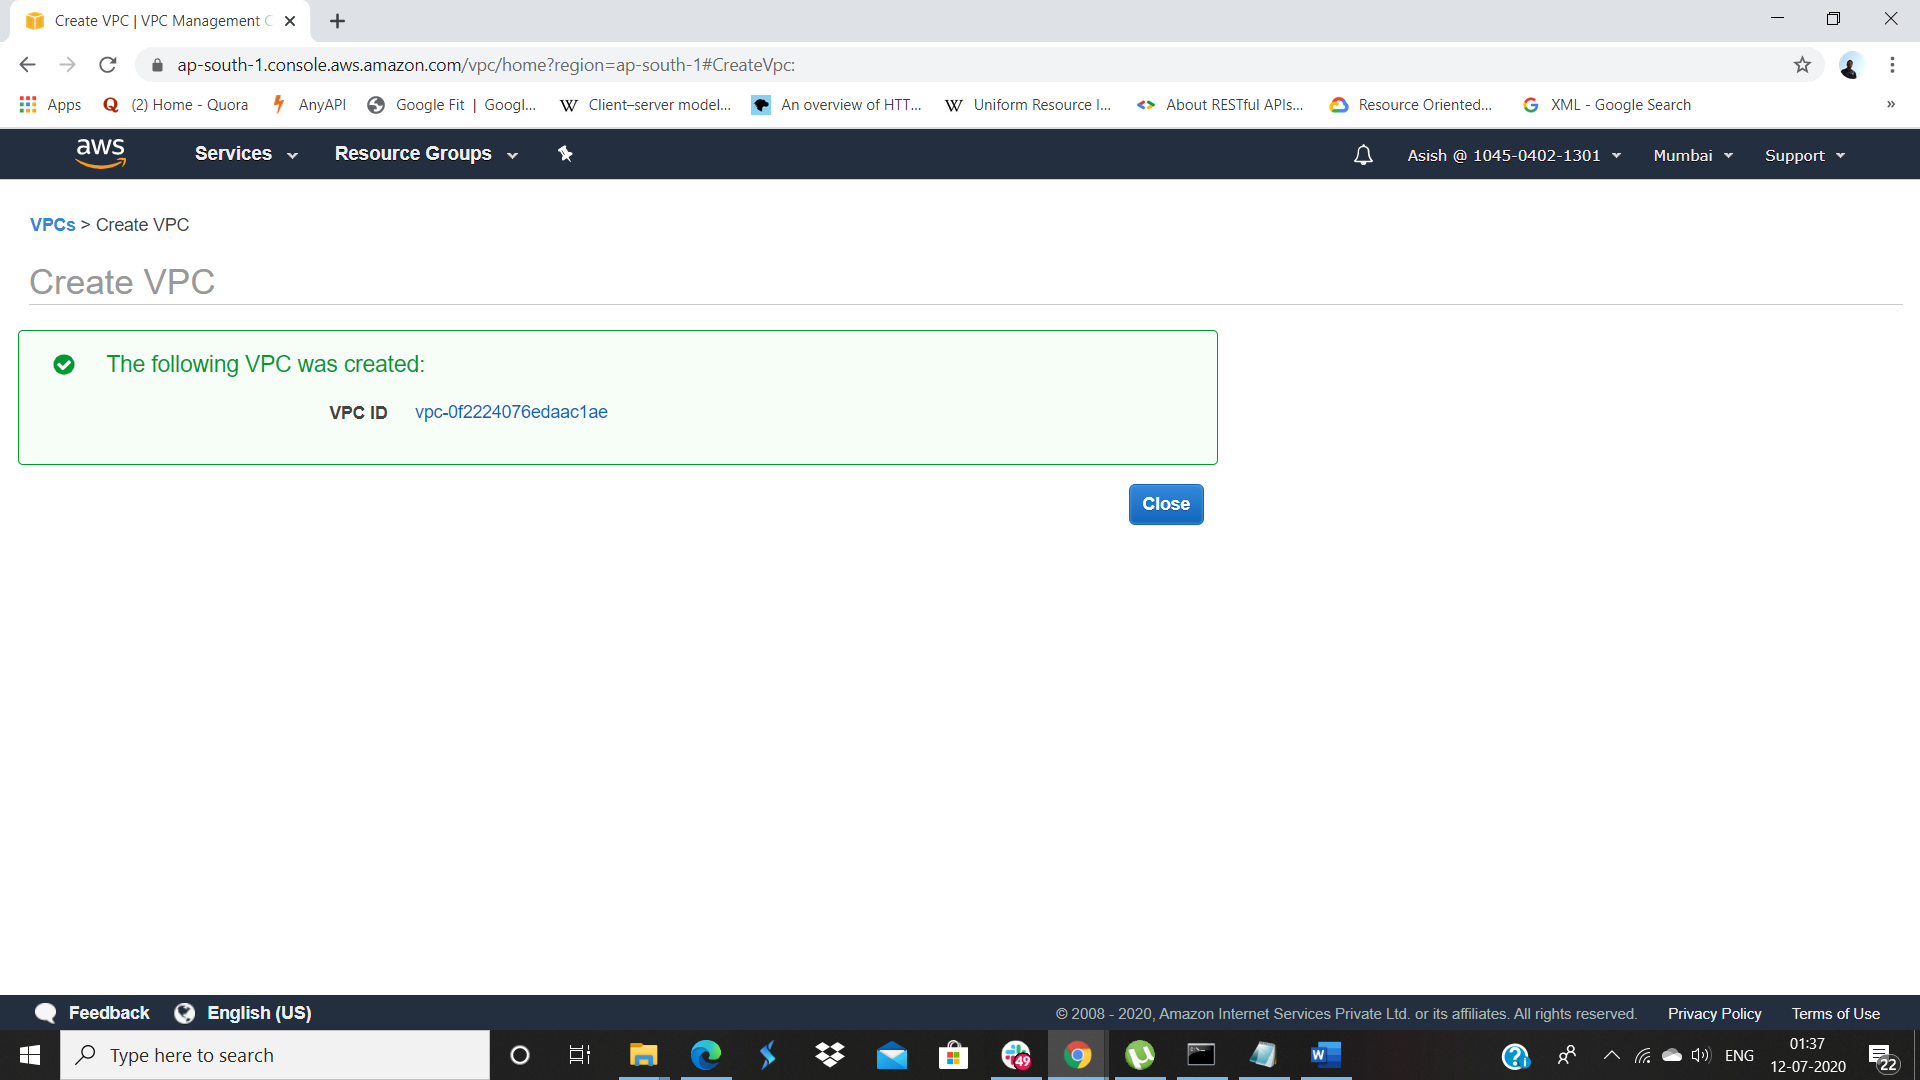 Create VPC | VPC Management C
ap-south-1.console.aws.amazon.com/vpc/home?region=ap-south-1#CreateVpc:
Apps (2) Home - Quora AnyAPI Google Fit | Googl... Client–server model... An overview of HTT... Uniform Resource I... About RESTful APIs... Resource Oriented... XML - Google Search »
aws Services Resource Groups Asish @ 1045-0402-1301 Mumbai Support
VPCs > Create VPC
Create VPC
The following VPC was created:
VPC ID vpc-0f2224076edaac1ae
Close
Feedback English (US) © 2008 - 2020, Amazon Internet Services Private Ltd. or its affiliates. All rights reserved. Privacy Policy Terms of Use
Type here to search 49 ENG 01:37
12-07-2020 22